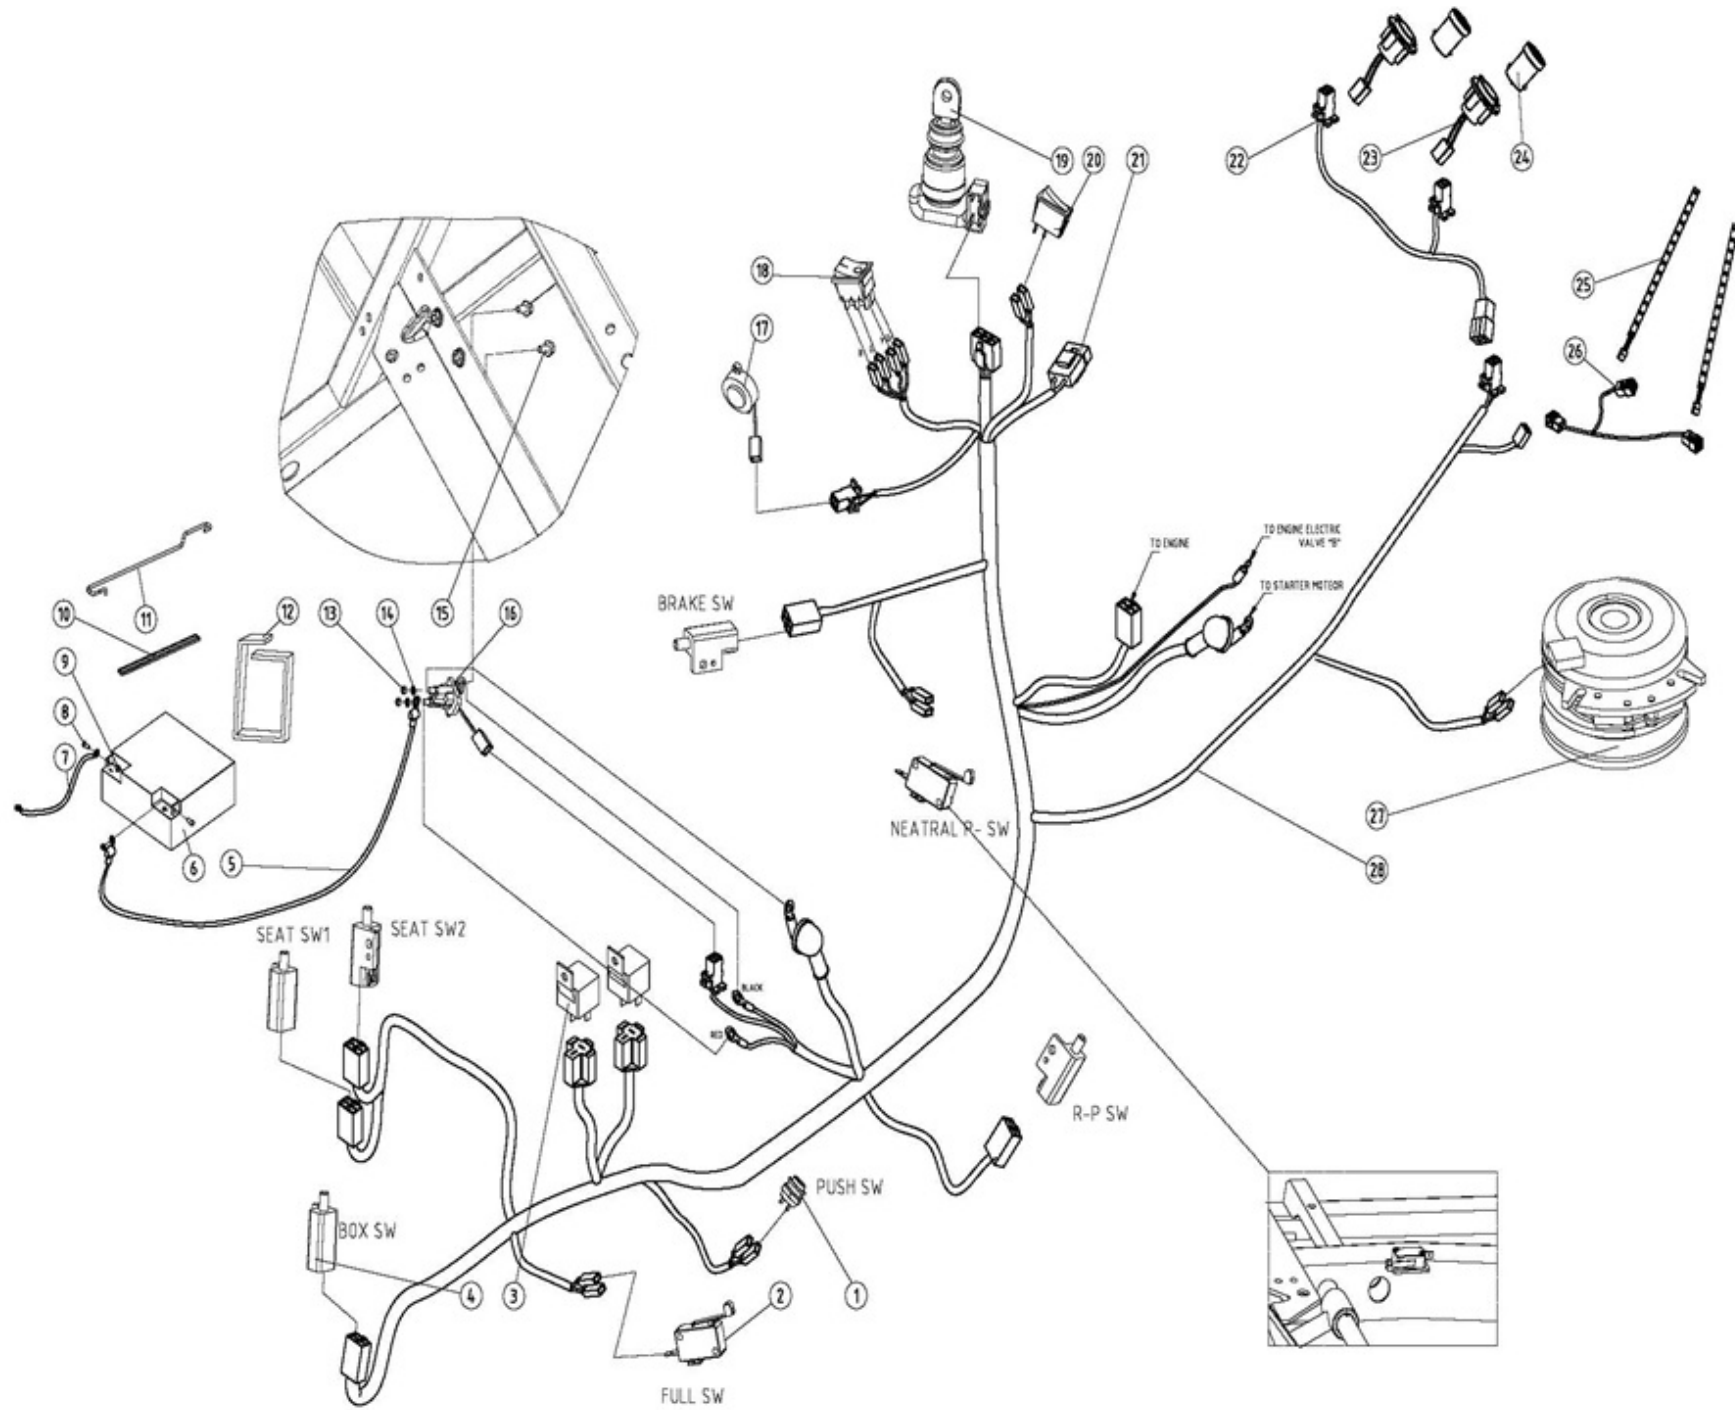 19
20
21
22
23
24
18
25
17
26
TO ENGINE
TO ENGINE ELECTRIC
VALVE "B"
TO STARTER MOTEOR
BRAKE SW
10
11
12
13
14
15
16
9
8
7
6
5
NEATRAL P- SW
27
28
SEAT SW1
SEAT SW2
BLACK
RED
R-P SW
PUSH SW
BOX SW
4
3
2
1
FULL SW